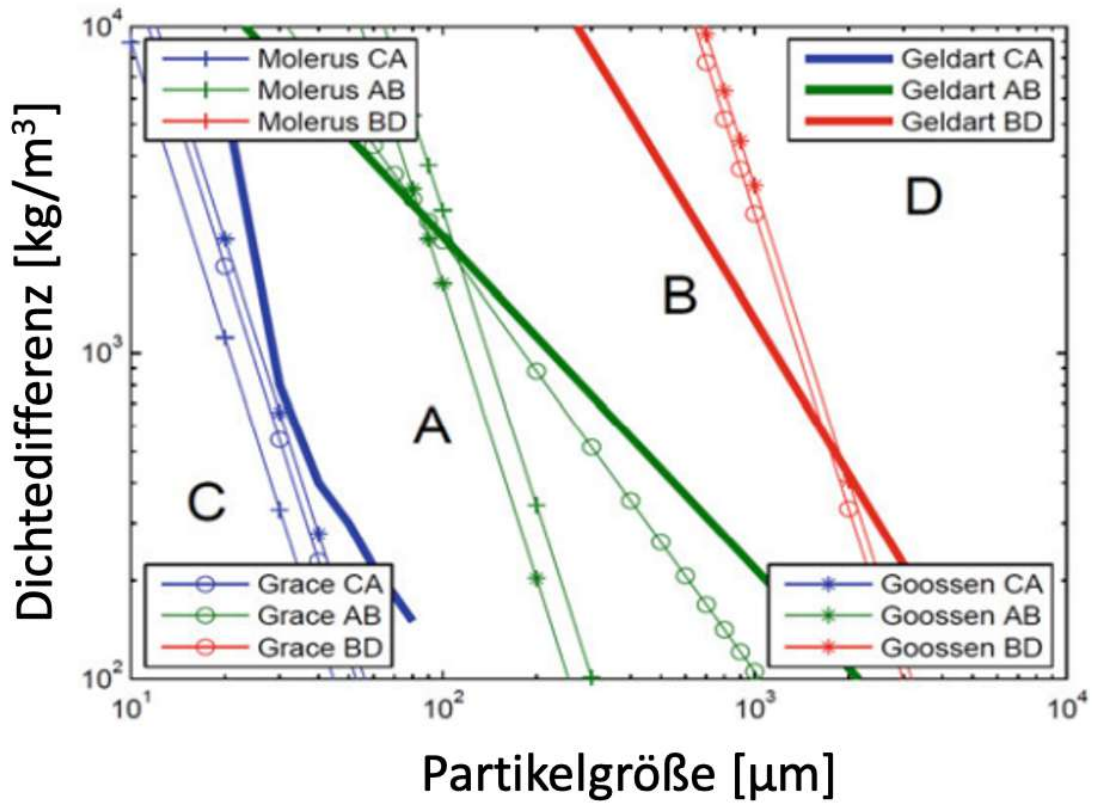 10⁴
Molerus CA
Molerus AB
Molerus BD
Geldart CA
Geldart AB
Geldart BD
D
B
10³
A
C
Grace CA
Grace AB
Grace BD
Goossen CA
Goossen AB
Goossen BD
10²
10¹
10²
10³
10⁴
Dichtedifferenz [kg/m³]
Partikelgröße [µm]